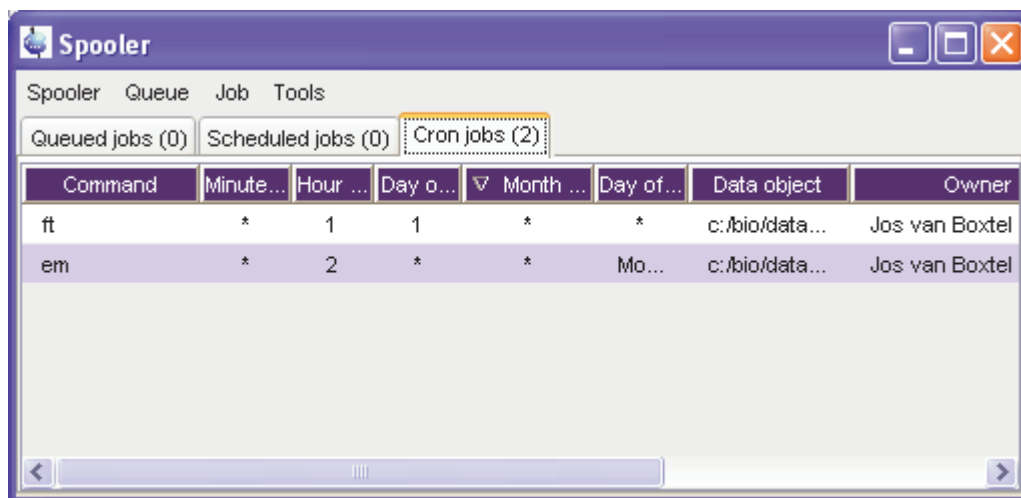 Spooler
Spooler Queue Job Tools
Queued jobs (0) Scheduled jobs (0) Cron jobs (2)
Command Minute... Hour ... Day o... Month ... Day of... Data object Owner
ft * 1 1 * * c:/bio/data... Jos van Boxtel
em * 2 * * Mo... c:/bio/data... Jos van Boxtel